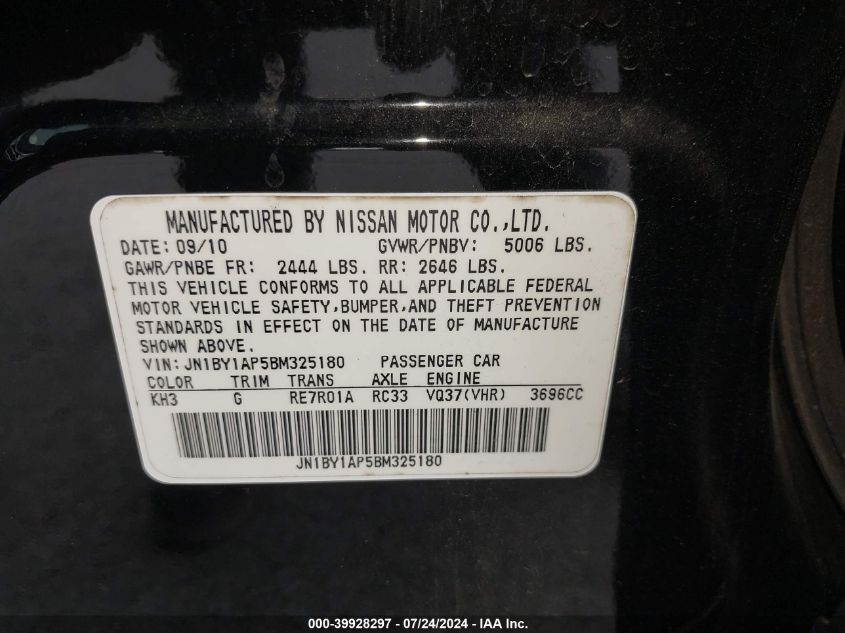 MANUFACTURED BY NISSAN MOTOR CO.,LTD.
DATE: 09/10 GVWR/PNBV: 5006 LBS.
GAWR/PNBE FR: 2444 LBS. RR: 2646 LBS.
THIS VEHICLE CONFORMS TO ALL APPLICABLE FEDERAL
MOTOR VEHICLE SAFETY,BUMPER,AND THEFT PREVENTION
STANDARDS IN EFFECT ON THE DATE OF MANUFACTURE
SHOWN ABOVE.
VIN:JN1BY1AP5BM325180 PASSENGER CAR
COLOR TRIM TRANS AXLE ENGINE
KH3 G RE7R01A RC33 VQ37(VHR) 3696CC
JN1BY1AP5BM325180
000-39928297 - 07/24/2024 - IAA Inc.